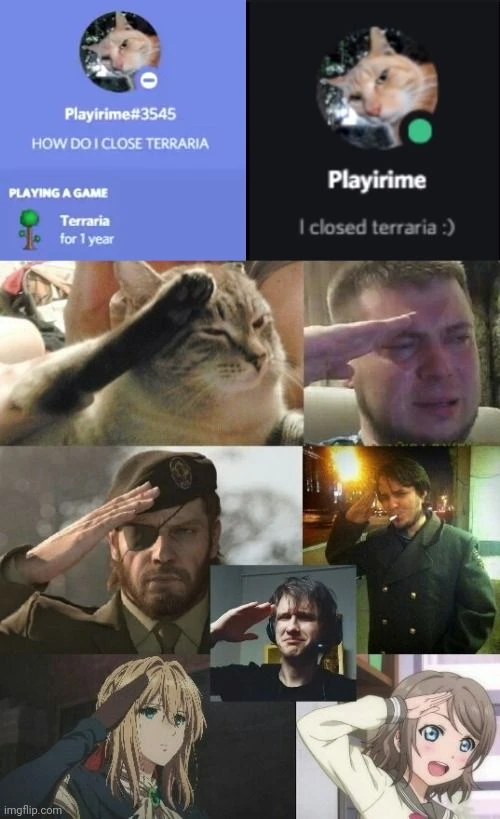 Playirime#3545
HOW DO I CLOSE TERRARIA
PLAYING A GAME
Terraria
for 1 year
Playirime
I closed terraria :)
imgflip.com